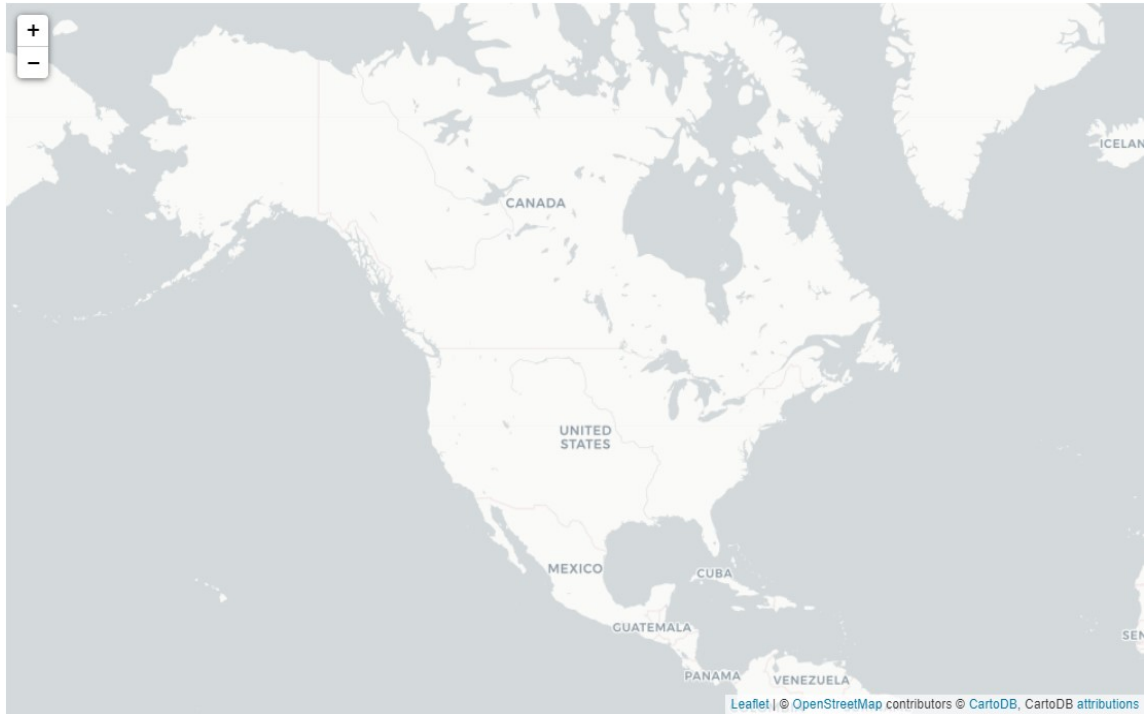 +
−
ICELAN
CANADA
UNITED
STATES
MEXICO
CUBA
GUATEMALA
SEN
PANAMA
VENEZUELA
Leaflet | © OpenStreetMap contributors © CartoDB, CartoDB attributions